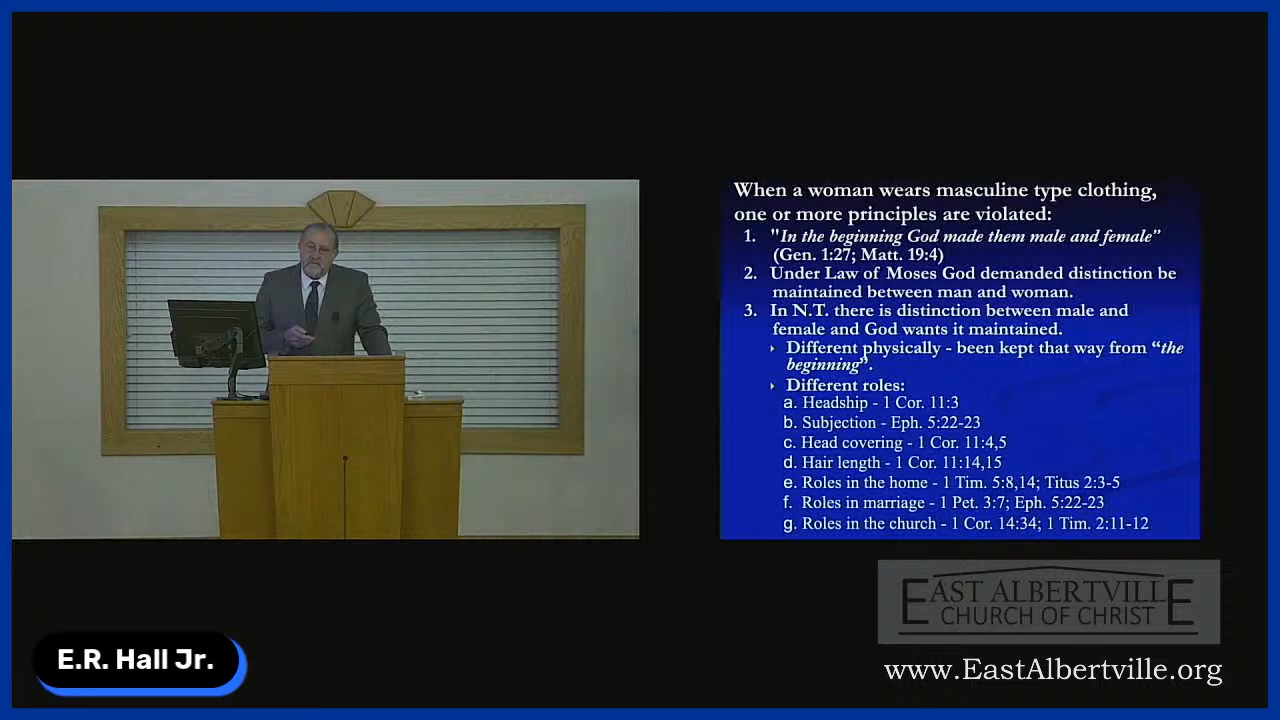 When a woman wears masculine type clothing,
one or more principles are violated:
1. "In the beginning God made them male and female”
(Gen. 1:27; Matt. 19:4)
2. Under Law of Moses God demanded distinction be
maintained between man and woman.
3. In N.T. there is distinction between male and
female and God wants it maintained.
Different physically - been kept that way from “the
beginning”.
Different roles:
a. Headship - 1 Cor. 11:3
b. Subjection - Eph. 5:22-23
c. Head covering - 1 Cor. 11:4,5
d. Hair length - 1 Cor. 11:14,15
e. Roles in the home - 1 Tim. 5:8,14; Titus 2:3-5
f. Roles in marriage - 1 Pet. 3:7; Eph. 5:22-23
g. Roles in the church - 1 Cor. 14:34; 1 Tim. 2:11-12
EAST ALBERTVILLE
CHURCH OF CHRIST
www.EastAlbertville.org
E.R. Hall Jr.